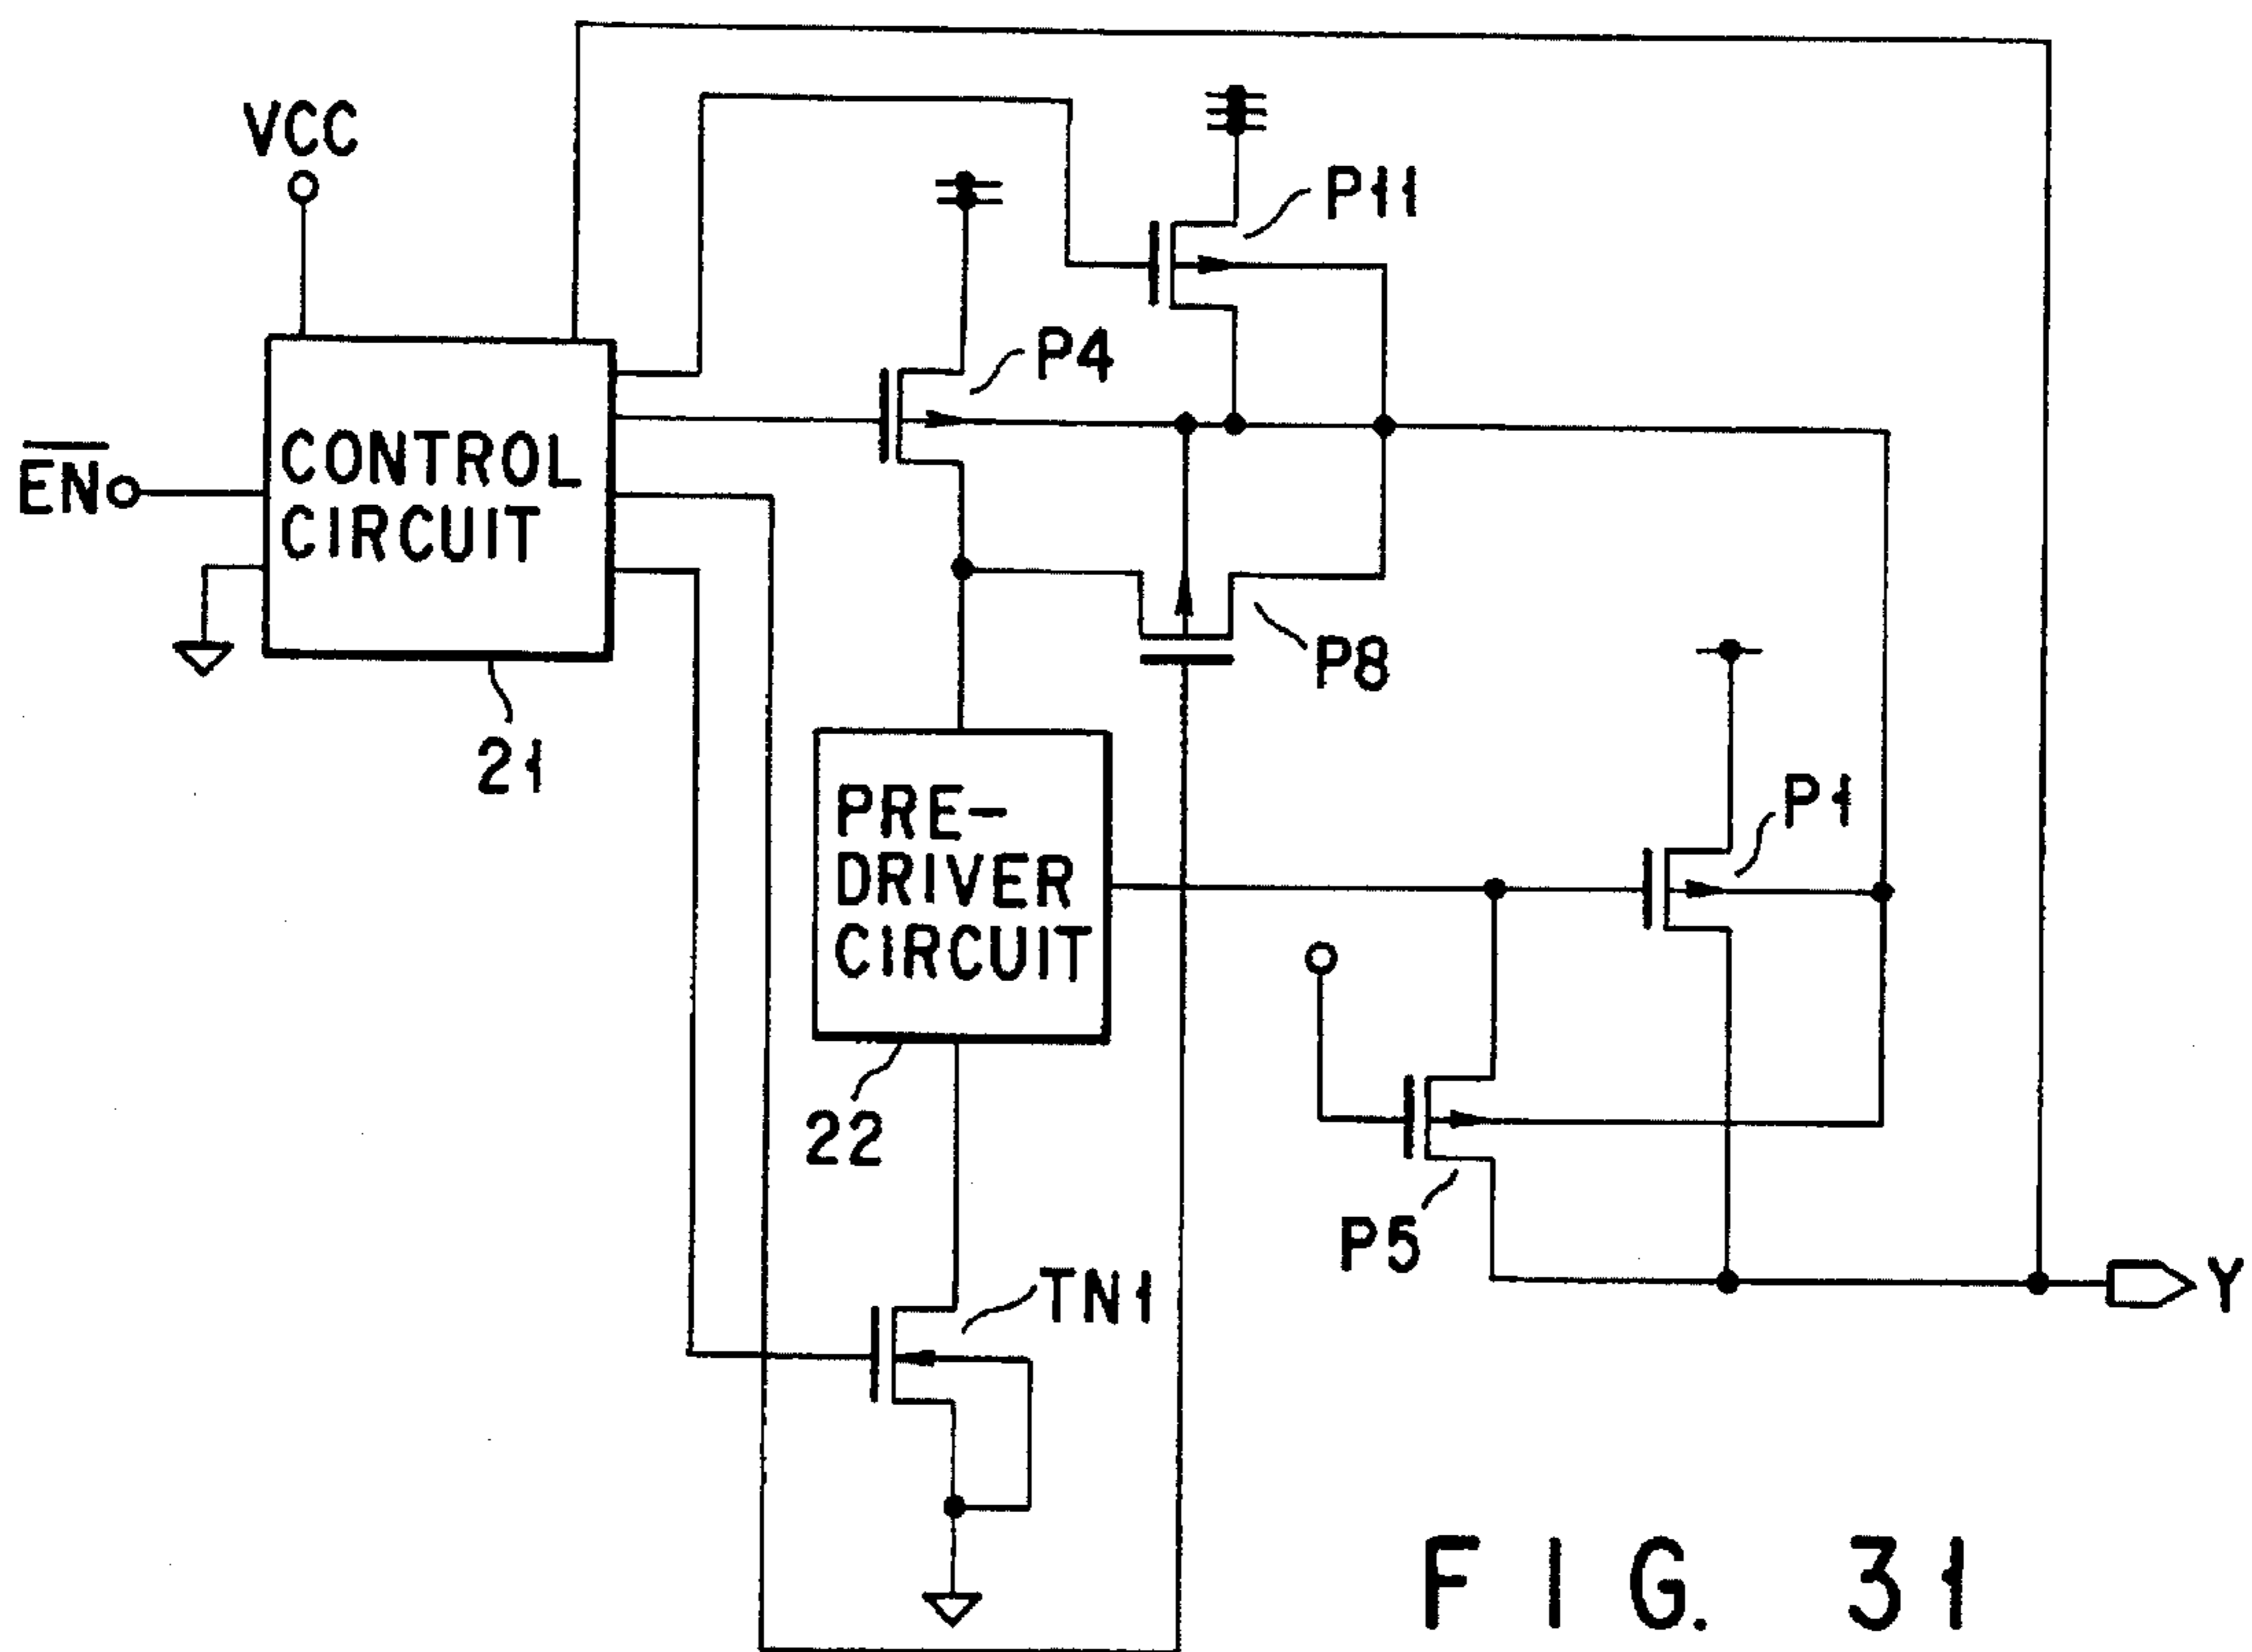 VCC
P11
P4
EN
CONTROL
CIRCUIT
P8
21
PRE-
DRIVER
CIRCUIT
P1
22
P5
TN1
Y
FIG. 31